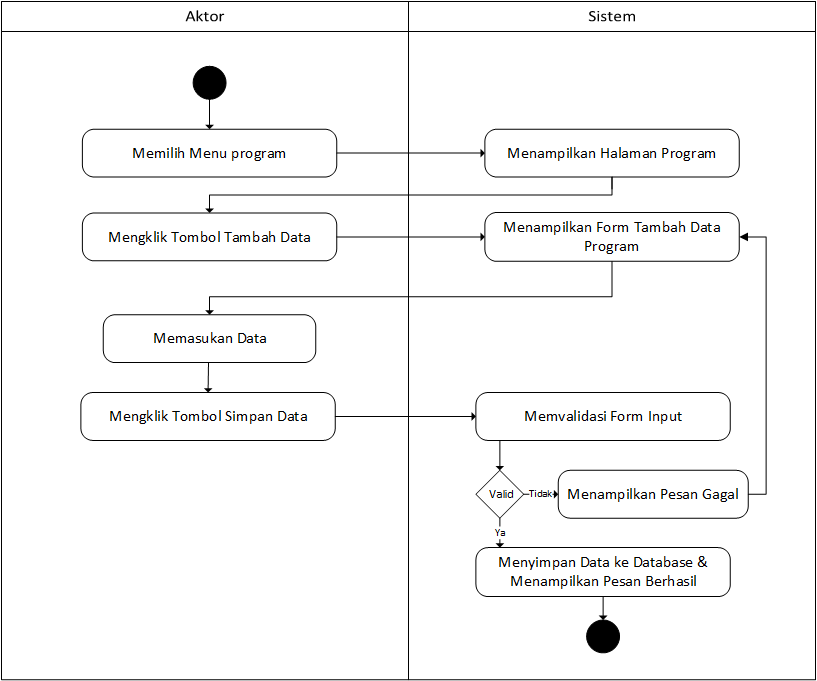 Aktor
Sistem
Memilih Menu program
Menampilkan Halaman Program
Mengklik Tombol Tambah Data
Menampilkan Form Tambah Data
Program
Memasukan Data
Mengklik Tombol Simpan Data
Memvalidasi Form Input
Valid
Tidak
Menampilkan Pesan Gagal
Ya
Menyimpan Data ke Database &
Menampilkan Pesan Berhasil